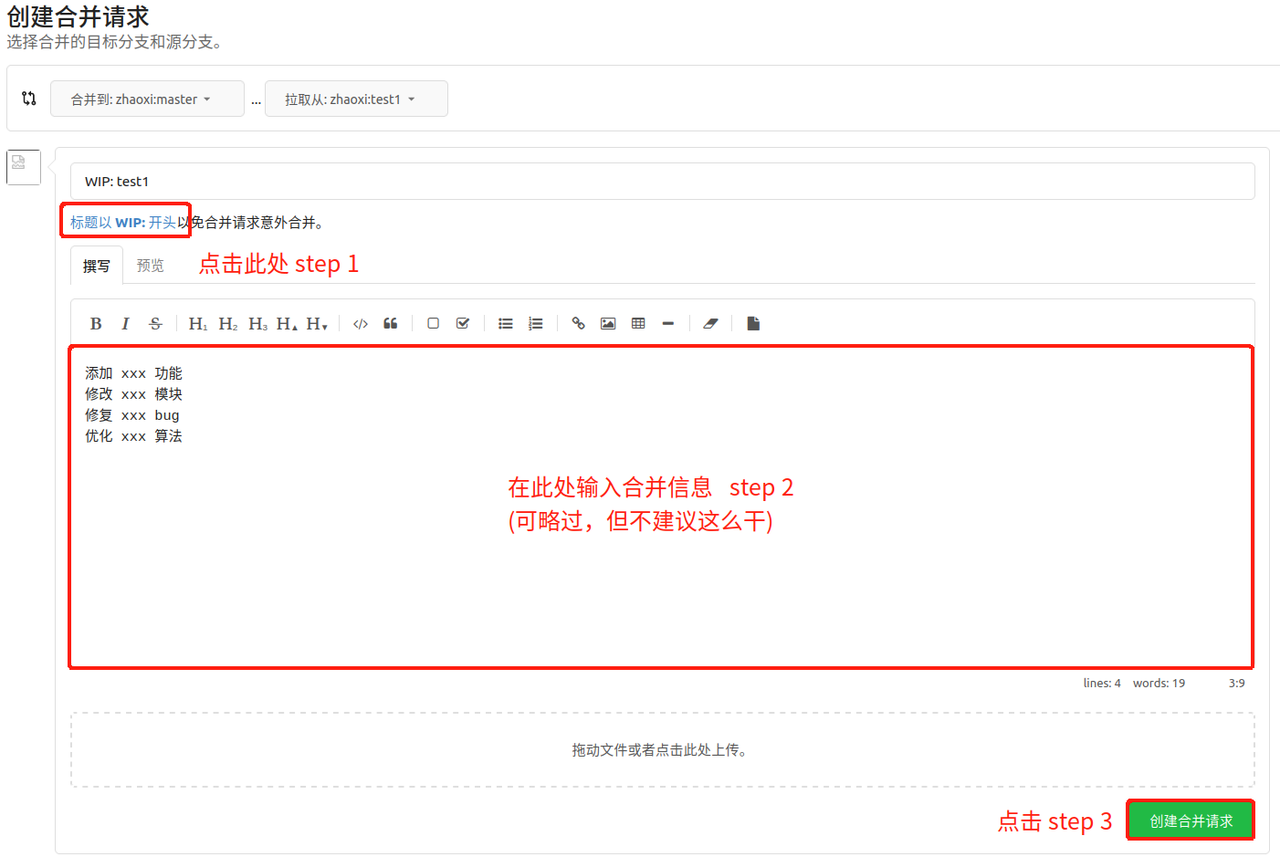 创建合并请求
选择合并的目标分支和源分支。
合并到: zhaoxi:master ... 拉取从: zhaoxi:test1
WIP: test1
标题以 WIP: 开头以免合并请求意外合并。
撰写 预览 点击此处 step 1
B I S H1 H2 H3 H▲ H▼ </>
添加 xxx 功能
修改 xxx 模块
修复 xxx bug
优化 xxx 算法
在此处输入合并信息 step 2
(可略过，但不建议这么干)
lines: 4 words: 19 3:9
拖动文件或者点击此处上传。
点击 step 3 创建合并请求